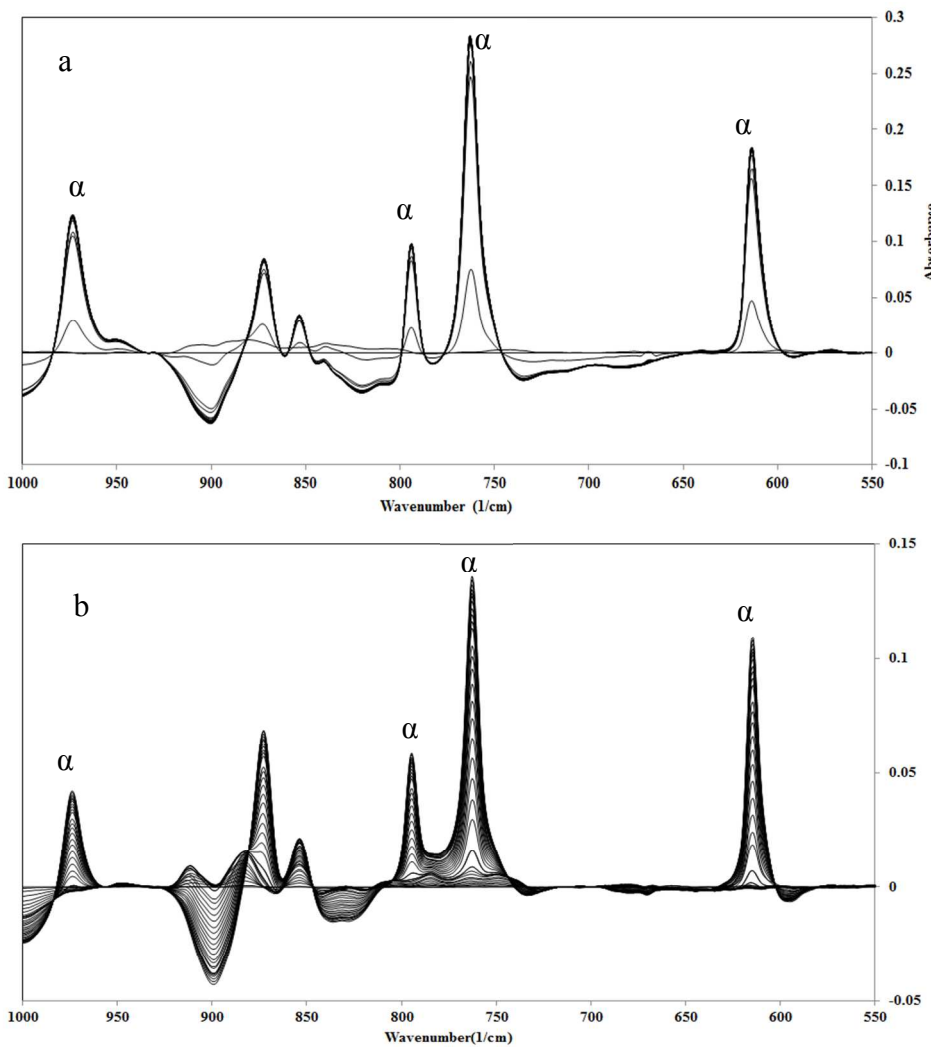 0.3
a
α
α
α
α
0.25
0.2
0.15
0.1
0.05
0
-0.05
-0.1
Absorbance
1000 950 900 850 800 750 700 650 600 550
Wavenumber (1/cm)
0.15
b
α
α
α
α
0.1
0.05
0
-0.05
1000 950 900 850 800 750 700 650 600 550
Wavenumber(1/cm)